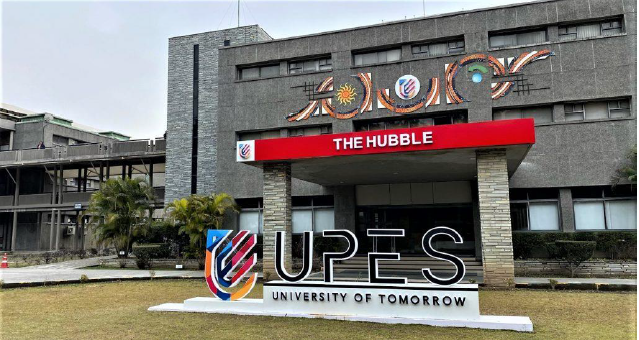 THE HUBBLE
UPES
UNIVERSITY OF TOMORROW